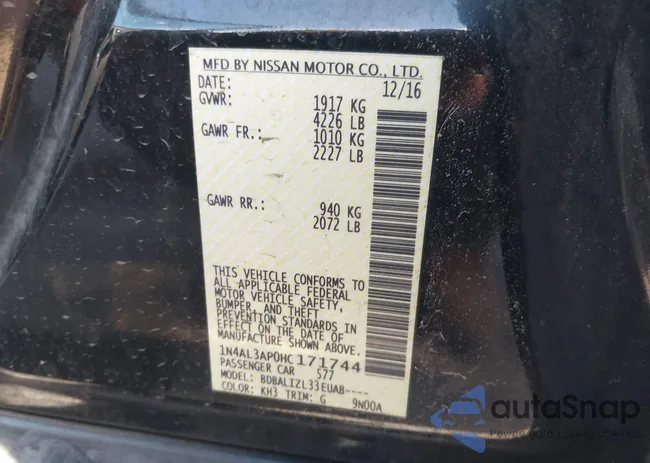 MFD BY NISSAN MOTOR CO., LTD.
DATE: 12/16
GVWR: 1917 KG
4226 LB
GAWR FR.: 1010 KG
2227 LB
GAWR RR.: 940 KG
2072 LB
THIS VEHICLE CONFORMS TO
ALL APPLICABLE FEDERAL
MOTOR VEHICLE SAFETY,
BUMPER, AND THEFT
PREVENTION STANDARDS IN
EFFECT ON THE DATE OF
MANUFACTURE SHOWN ABOVE.
1N4AL3AP0HC171744
PASSENGER CAR 577
MODEL: BDBALIZL33EUAB----
COLOR: KH3 TRIM: G 9N00A
autaSnap